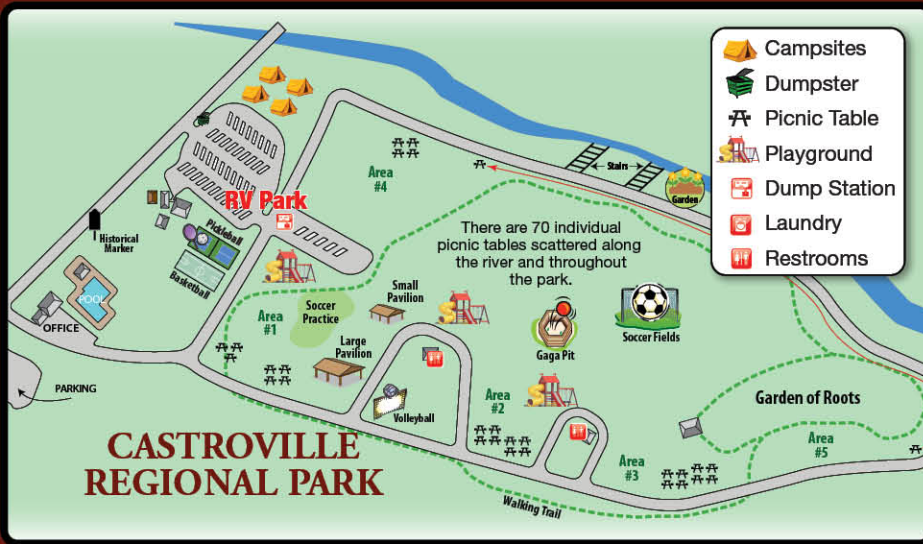 Campsites
Dumpster
Picnic Table
Playground
Dump Station
Laundry
Restrooms
Area
#4
Stairs
Garden
RV Park
There are 70 individual
picnic tables scattered along
the river and throughout
the park.
Historical
Marker
Pickleball
Basketball
POOL
OFFICE
PARKING
Area
#1
Soccer
Practice
Small
Pavilion
Large
Pavilion
Gaga Pit
Soccer Fields
Volleyball
Area
#2
Garden of Roots
Area
#5
Area
#3
Walking Trail
CASTROVILLE
REGIONAL PARK